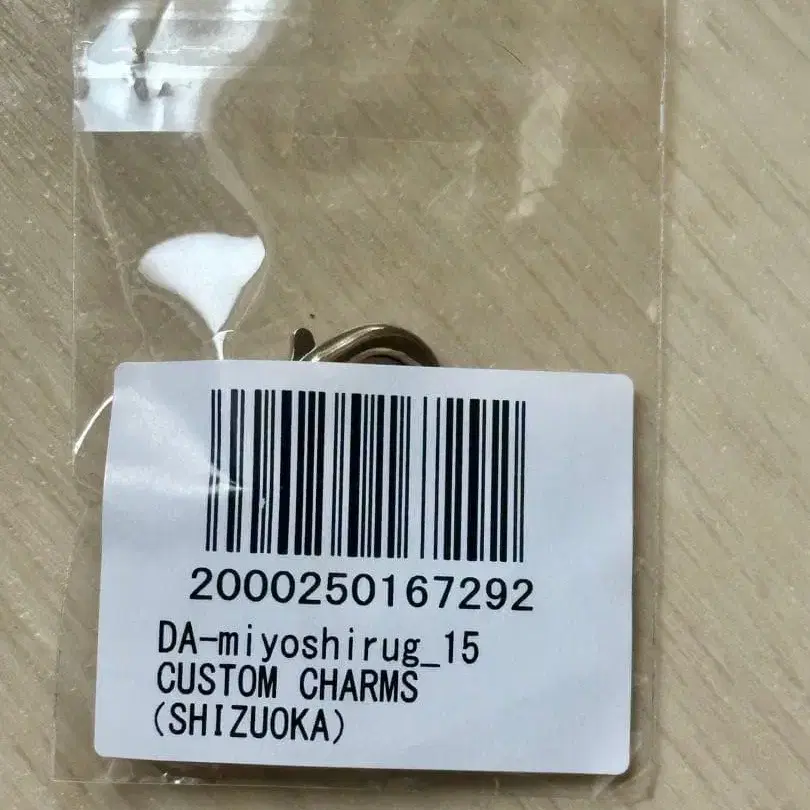 2000250167292
DA-miyoshirug_15
CUSTOM CHARMS
(SHIZUOKA)